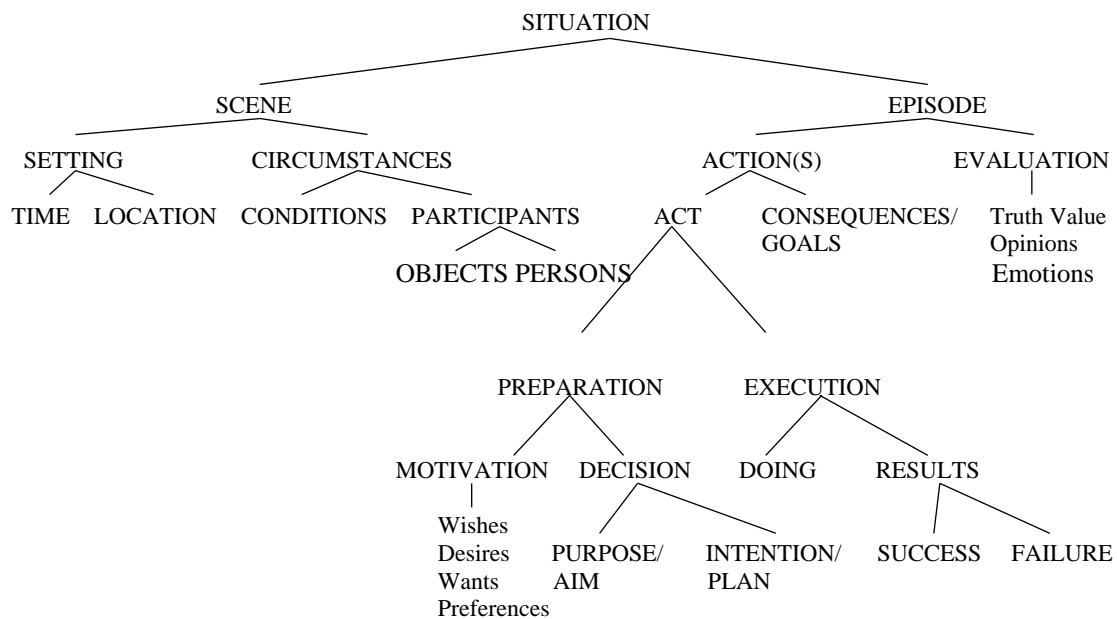 SITUATION
SCENE EPISODE
SETTING CIRCUMSTANCES ACTION(S) EVALUATION
TIME LOCATION CONDITIONS PARTICIPANTS ACT CONSEQUENCES/ Truth Value
GOALS Opinions
OBJECTS PERSONS Emotions
PREPARATION EXECUTION
MOTIVATION DECISION DOING RESULTS
Wishes
Desires PURPOSE/ INTENTION/ SUCCESS FAILURE
Wants AIM PLAN
Preferences